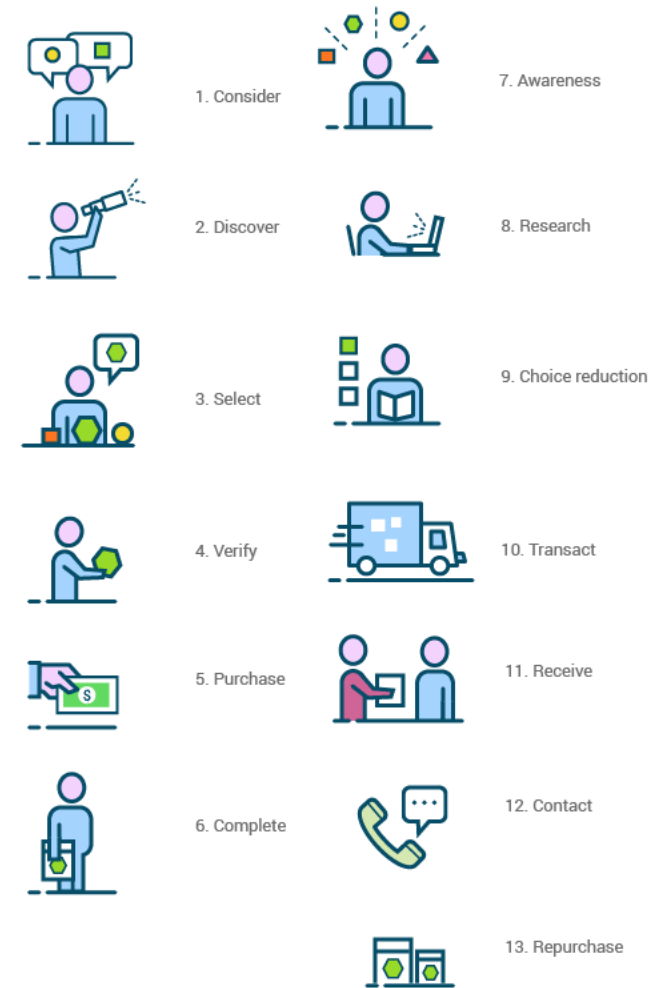 1. Consider
2. Discover
3. Select
4. Verify
5. Purchase
$
6. Complete
7. Awareness
8. Research
9. Choice reduction
10. Transact
11. Receive
12. Contact
13. Repurchase